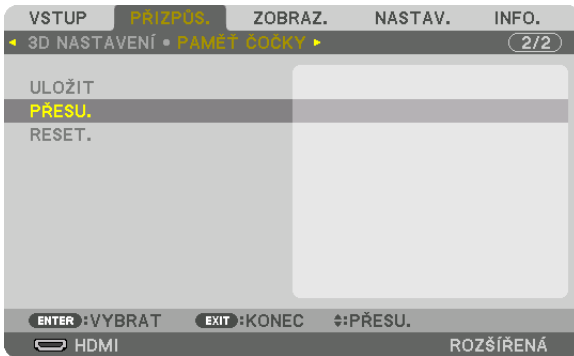 VSTUP PŘIZPŮS. ZOBRAZ. NASTAV. INFO.
3D NASTAVENÍ • PAMĚŤ ČOČKY 2/2
ULOŽIT
PŘESU.
RESET.
ENTER :VYBRAT EXIT :KONEC :PŘESU.
HDMI ROZŠÍŘENÁ